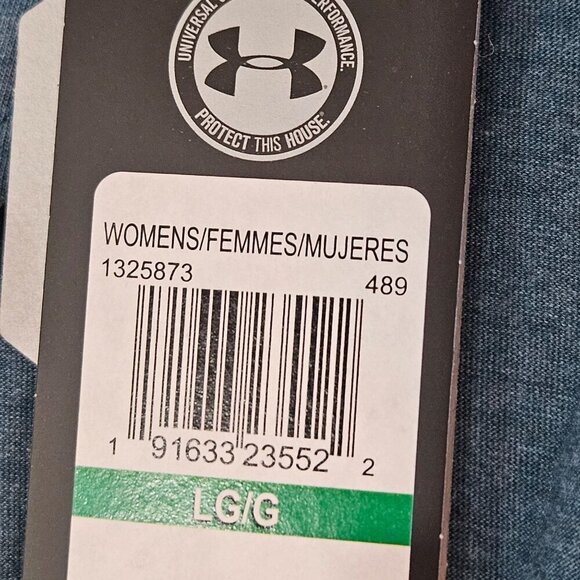 UNIVERSAL PERFORMANCE.
PROTECT THIS HOUSE.
WOMENS/FEMMES/MUJERES
1325873 489
1 91633 23552 2
LG/G